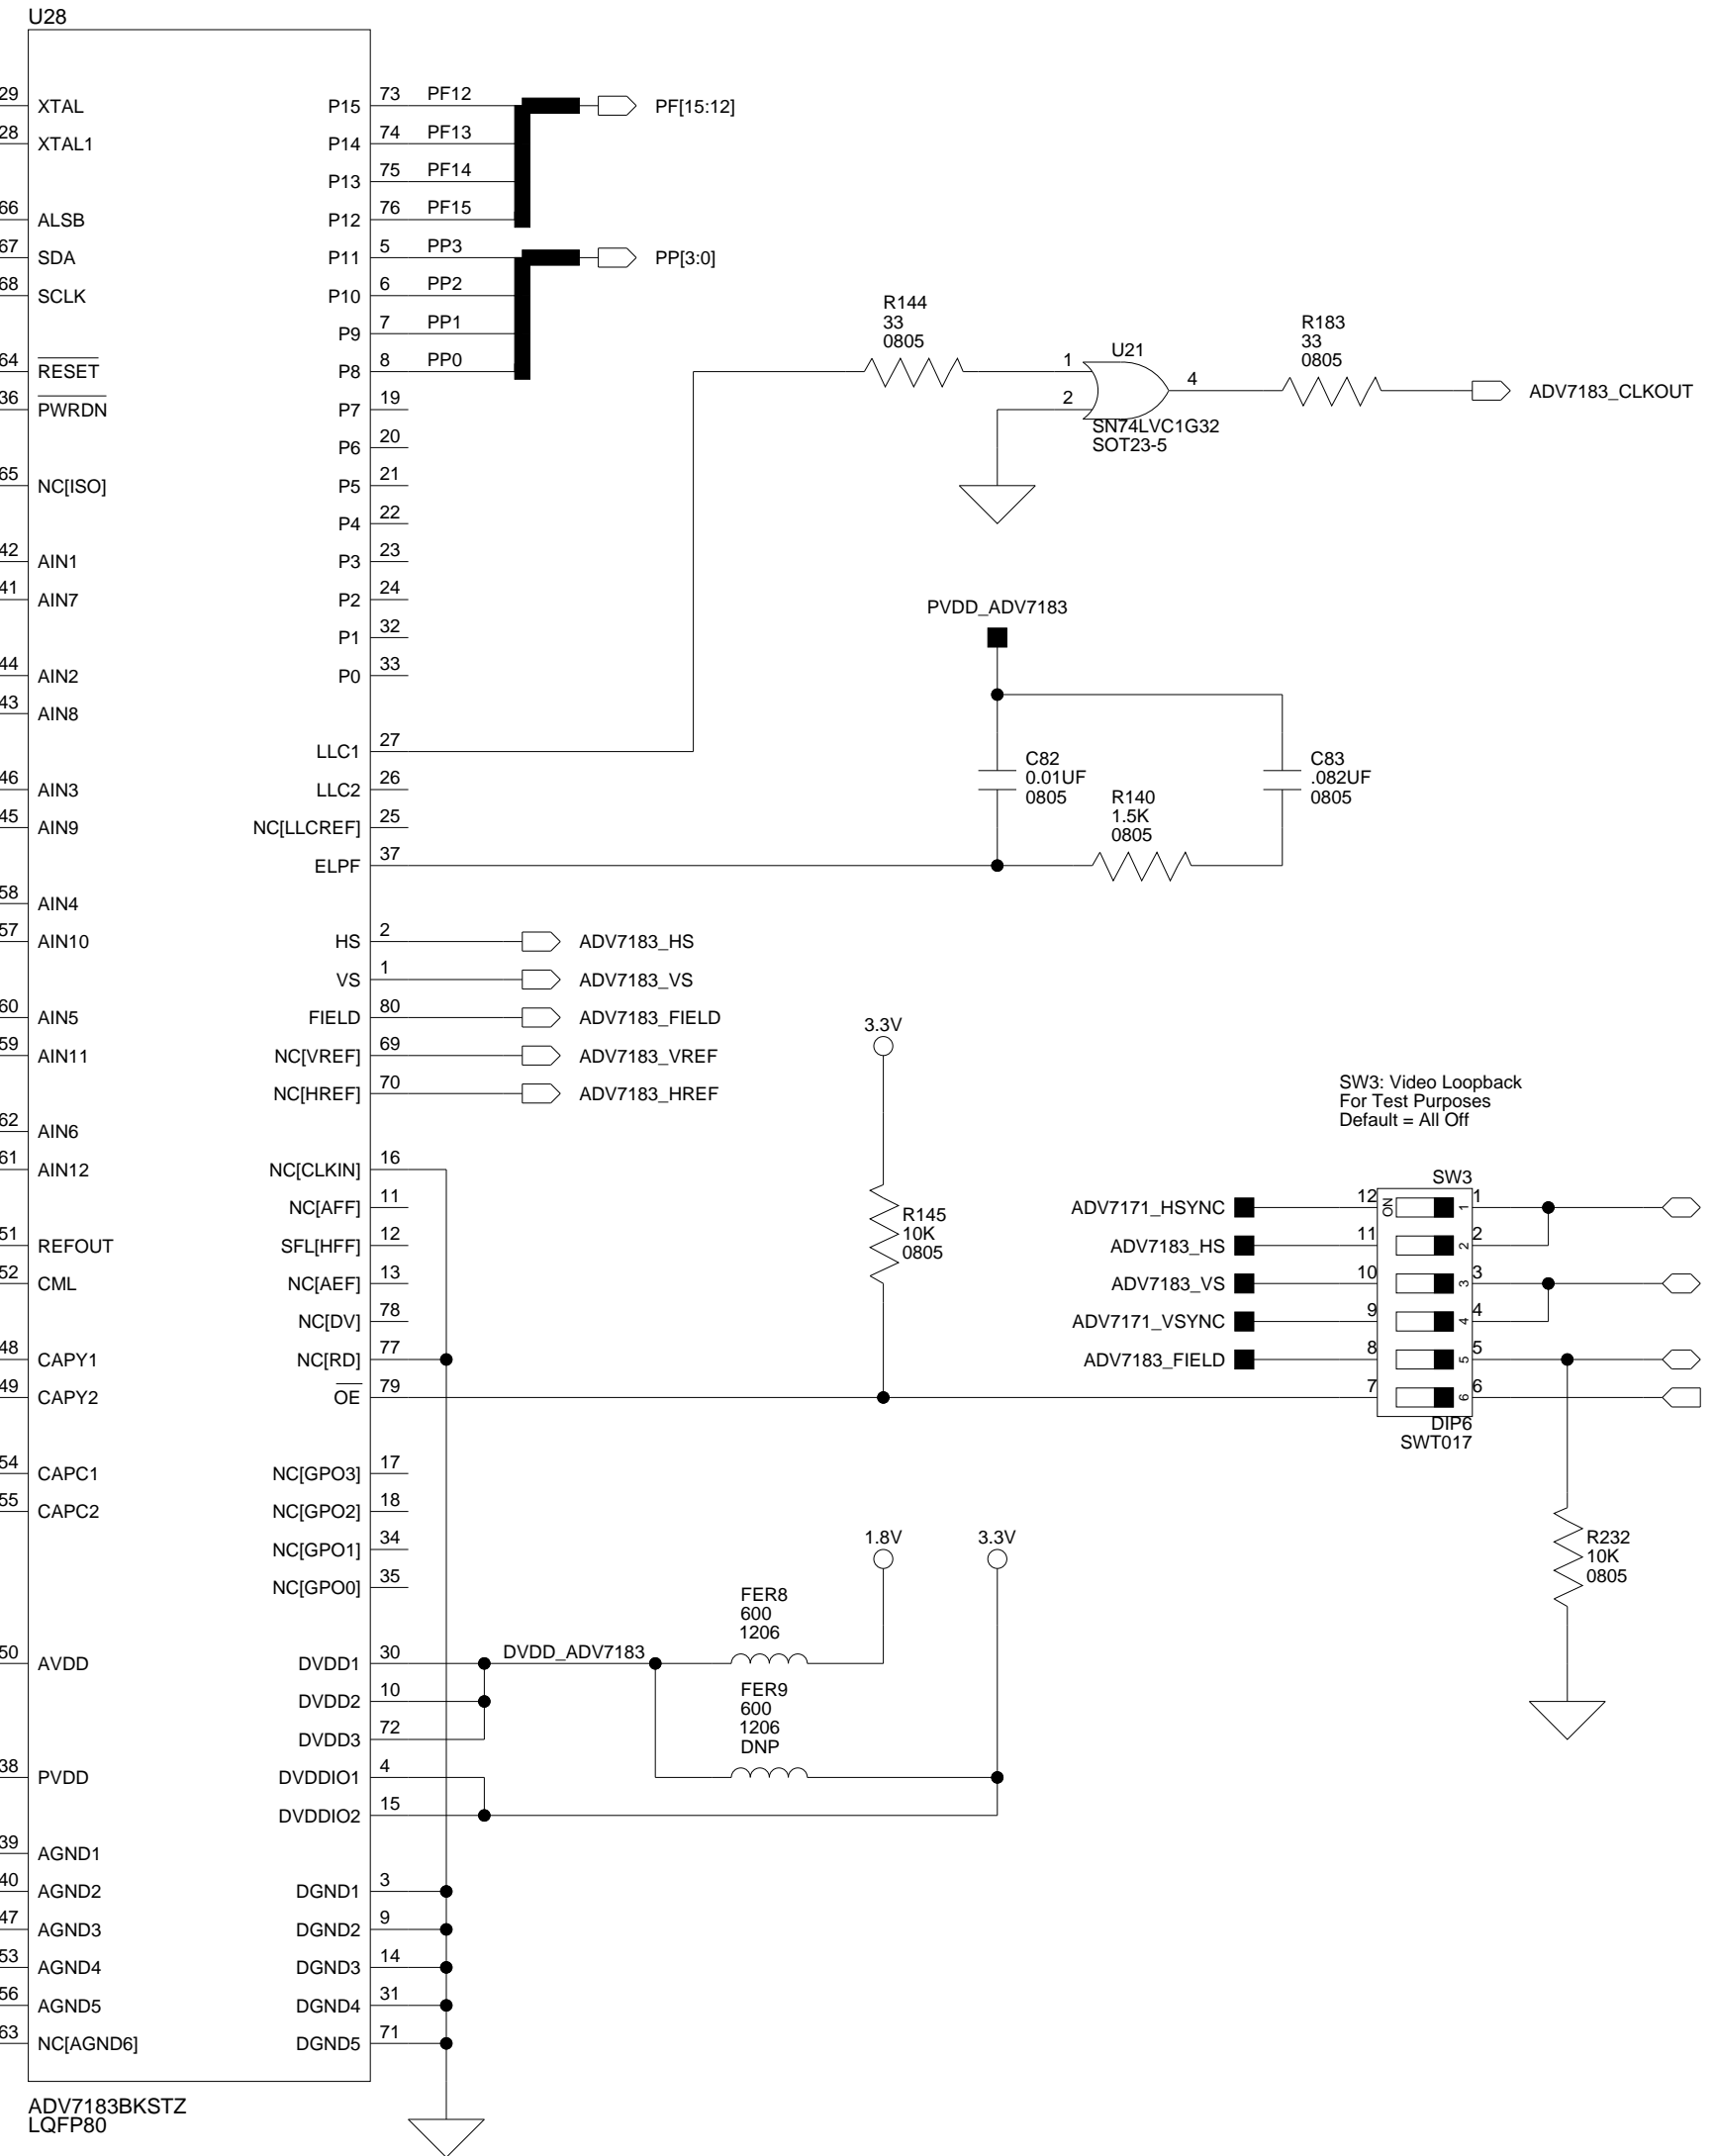 U28
29 XTAL P15 73 PF12 PF[15:12]
28 XTAL1 P14 74 PF13
P13 75 PF14
66 ALSB P12 76 PF15
67 SDA P11 5 PP3 PP[3:0]
68 SCLK P10 6 PP2
P9 7 PP1
64 RESET P8 8 PP0
36 PWRDN P7 19
P6 20
65 NC[ISO] P5 21
P4 22
42 AIN1 P3 23
41 AIN7 P2 24
P1 32
44 AIN2 P0 33
43 AIN8
LLC1 27
46 AIN3 LLC2 26
45 AIN9 NC[LLCREF] 25
ELPF 37
58 AIN4
57 AIN10 HS 2 ADV7183_HS
VS 1 ADV7183_VS
60 AIN5 FIELD 80 ADV7183_FIELD
59 AIN11 NC[VREF] 69 ADV7183_VREF
NC[HREF] 70 ADV7183_HREF
62 AIN6
61 AIN12 NC[CLKIN] 16
NC[AFF] 11
51 REFOUT SFL[HFF] 12
52 CML NC[AEF] 13
NC[DV] 78
48 CAPY1 NC[RD] 77
49 CAPY2 OE 79
54 CAPC1 NC[GPO3] 17
55 CAPC2 NC[GPO2] 18
NC[GPO1] 34
NC[GPO0] 35
50 AVDD DVDD1 30 DVDD_ADV7183
DVDD2 10
DVDD3 72
38 PVDD DVDDIO1 4
DVDDIO2 15
39 AGND1
40 AGND2 DGND1 3
47 AGND3 DGND2 9
53 AGND4 DGND3 14
56 AGND5 DGND4 31
63 NC[AGND6] DGND5 71
ADV7183BKSTZ
LQFP80
R144
33
0805
1
2
U21
4
SN74LVC1G32
SOT23-5
R183
33
0805
ADV7183_CLKOUT
PVDD_ADV7183
C82
0.01UF
0805
R140
1.5K
0805
C83
.082UF
0805
3.3V
R145
10K
0805
SW3: Video Loopback
For Test Purposes
Default = All Off
SW3
ADV7171_HSYNC 12 ON 1 1
ADV7183_HS 11 2 2
ADV7183_VS 10 3 3
ADV7171_VSYNC 9 4 4
ADV7183_FIELD 8 5 5
7 6 6
DIP6
SWT017
R232
10K
0805
1.8V
3.3V
FER8
600
1206
FER9
600
1206
DNP